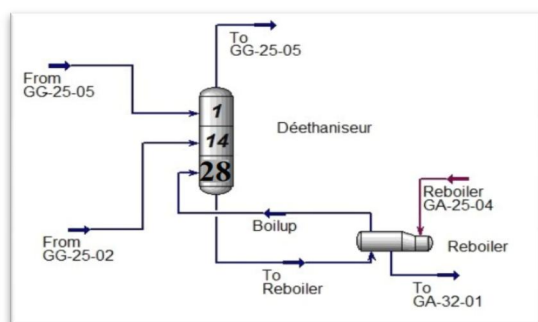 To
GG-25-05
From
GG-25-05
1
Déethaniseur
14
28
Reboiler
GA-25-04
Boilup
Reboiler
From
GG-25-02
To
Reboiler
To
GA-32-01